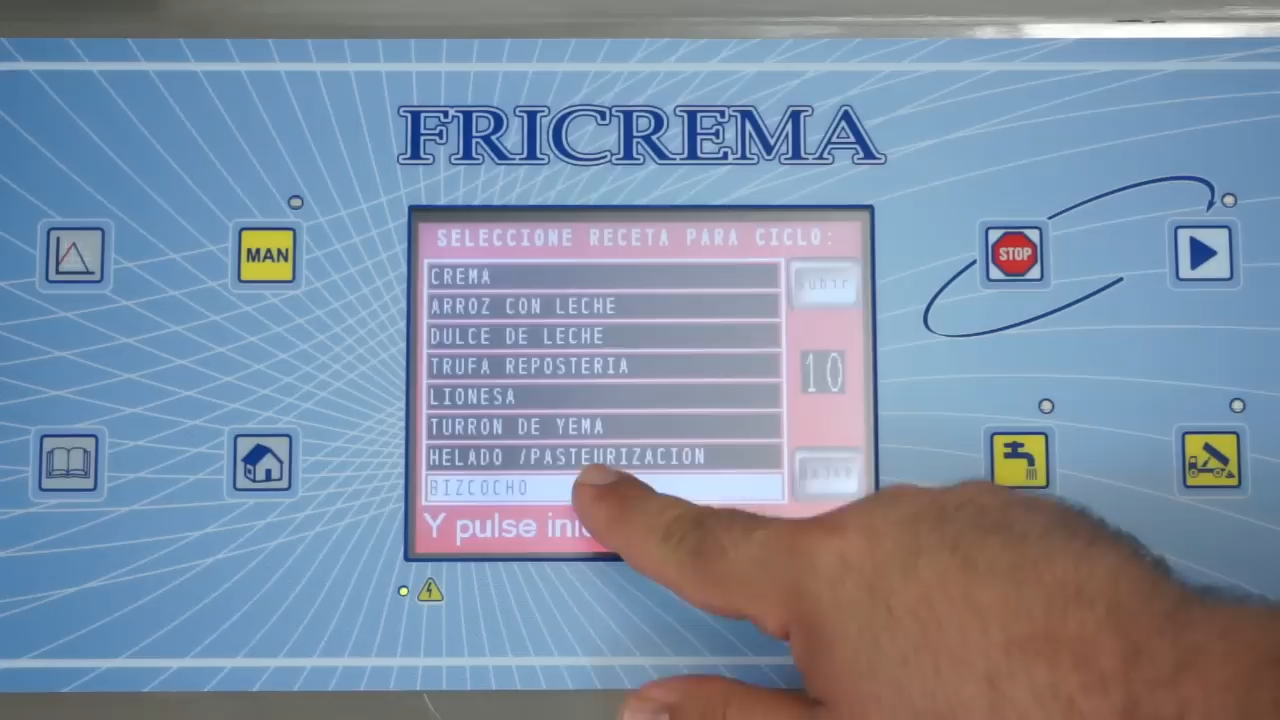 FRICREMA
MAN
SELECCIONE RECETA PARA CICLO:
CREMA
subir
ARROZ CON LECHE
DULCE DE LECHE
TRUFA REPOSTERIA
10
LIONESA
TURRON DE YEMA
HELADO /PASTEURIZACION
BIZCOCHO
Y pulse
STOP